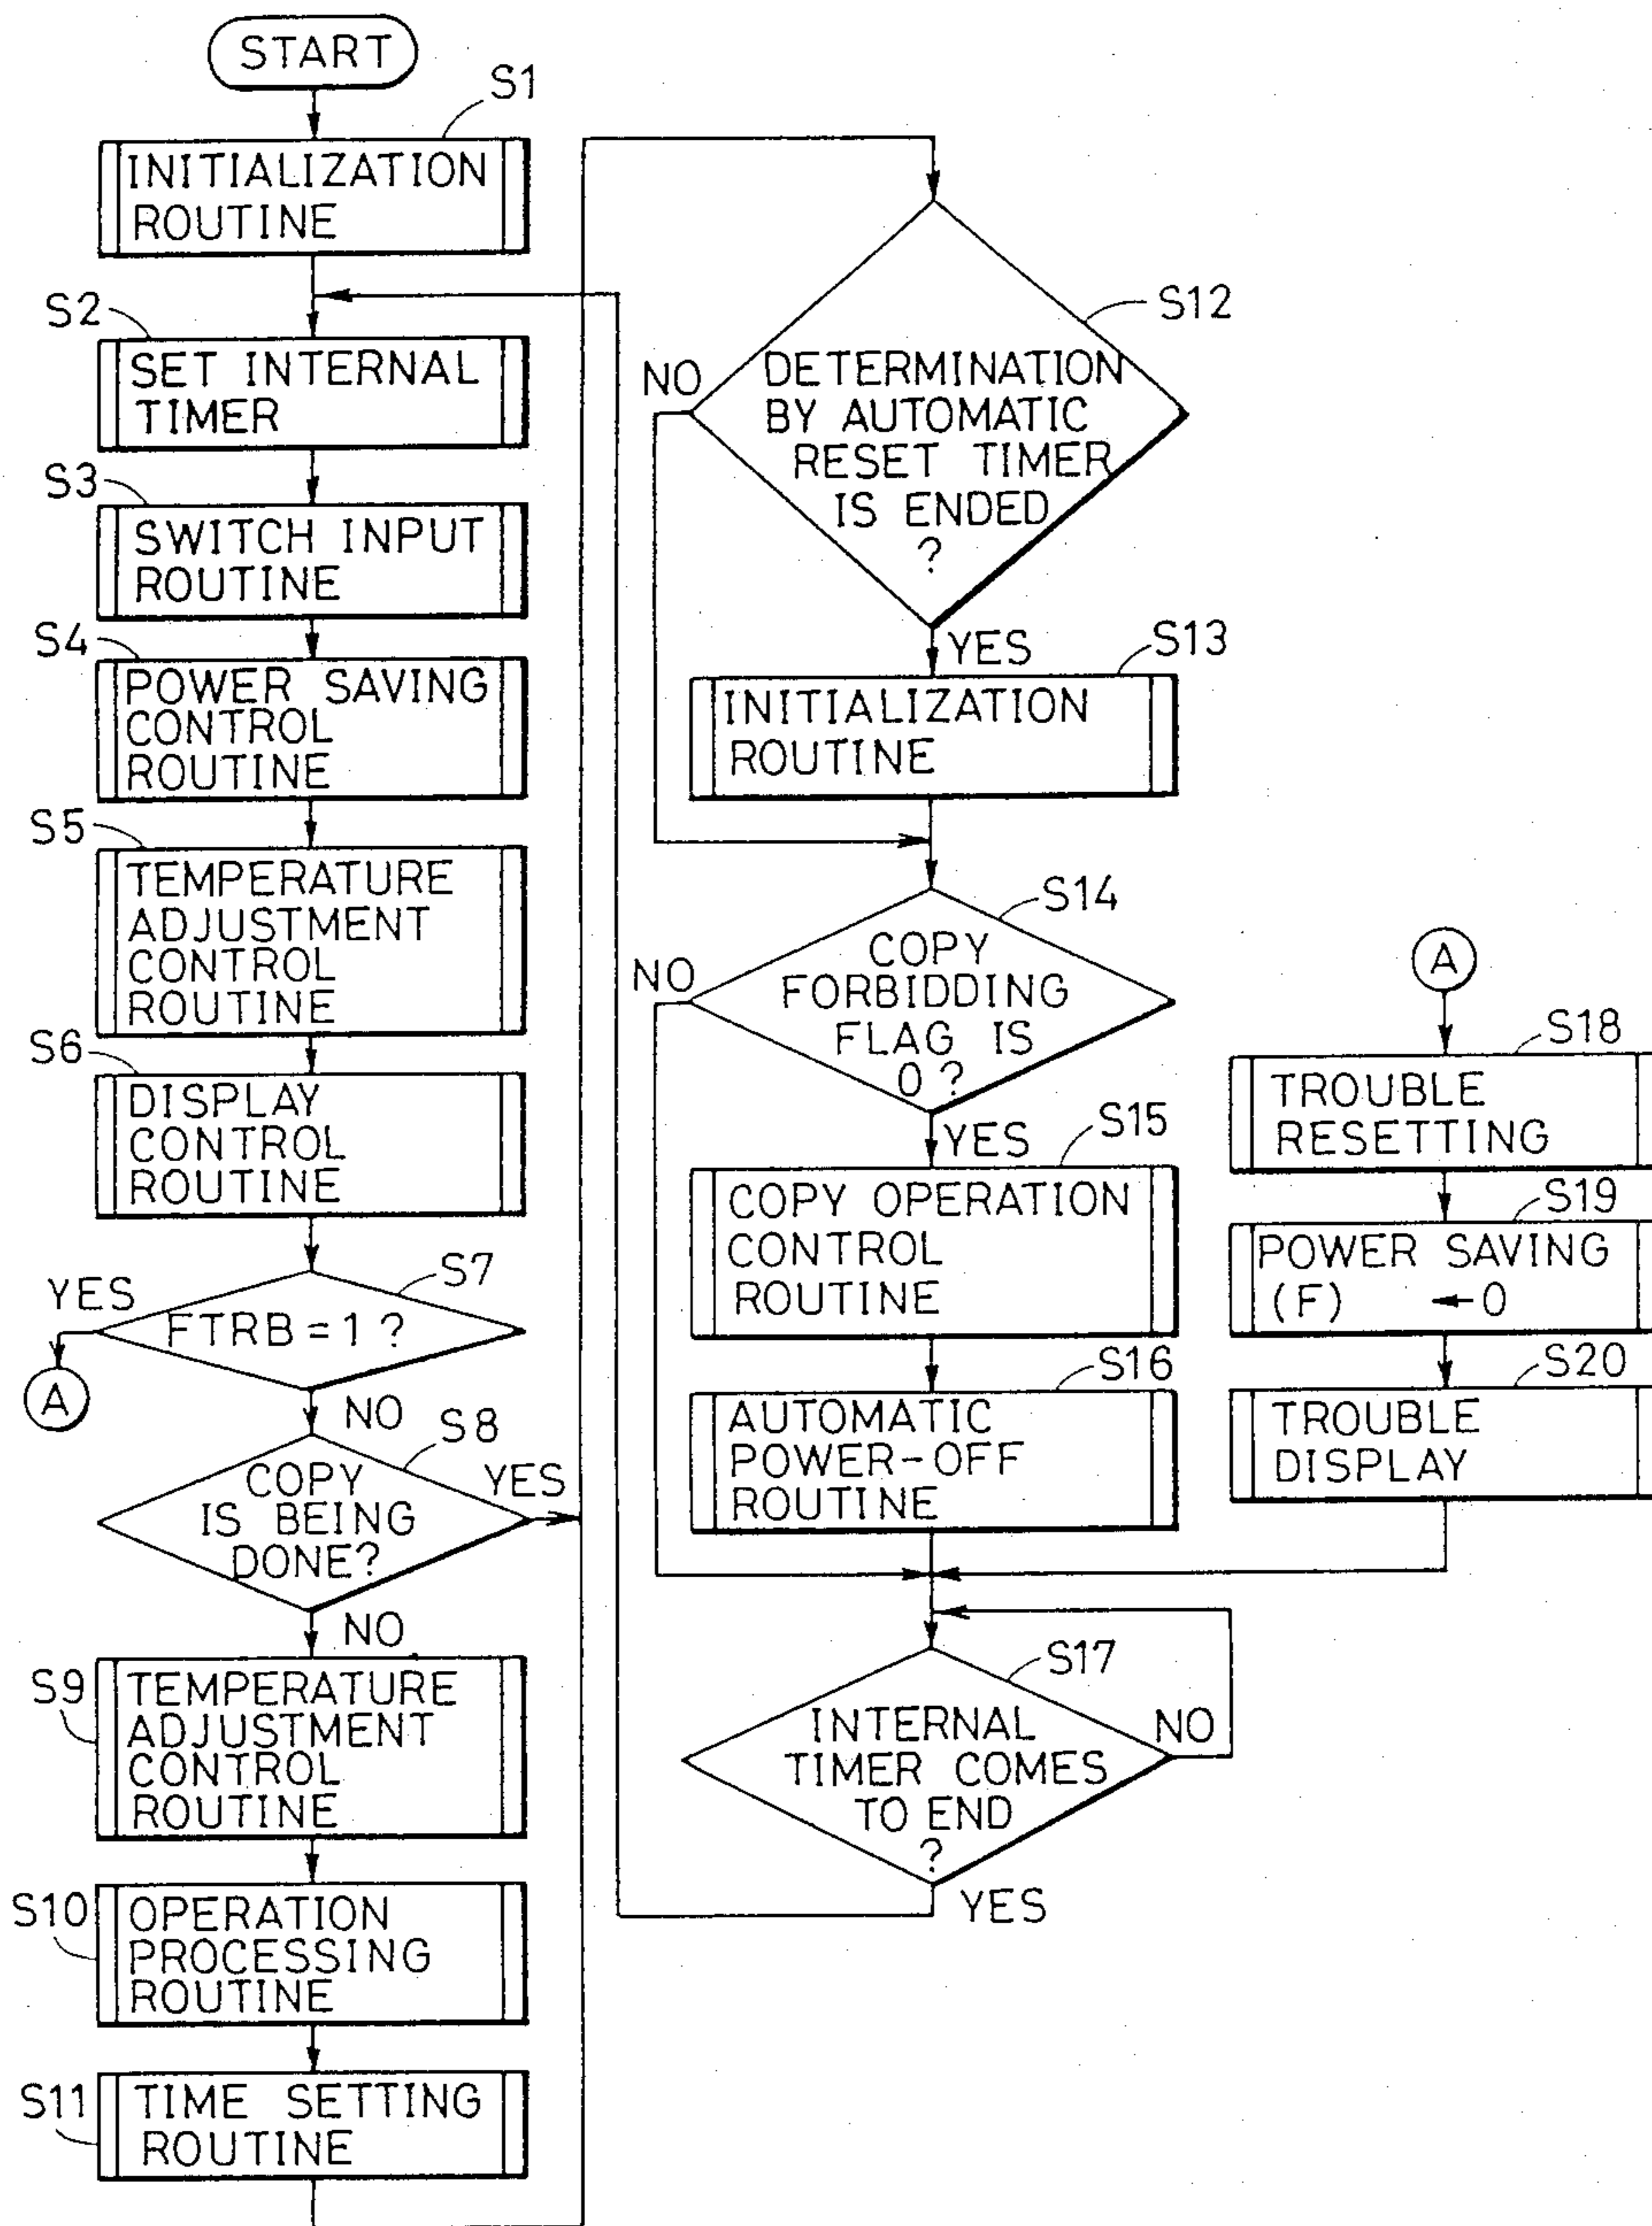 START
S1
INITIALIZATION
ROUTINE
S2
SET INTERNAL
TIMER
S3
SWITCH INPUT
ROUTINE
S4
POWER SAVING
CONTROL
ROUTINE
S5
TEMPERATURE
ADJUSTMENT
CONTROL
ROUTINE
S6
DISPLAY
CONTROL
ROUTINE
S7
YES
FTRB=1?
A
NO
S8
COPY
IS BEING
DONE?
YES
NO
S9
TEMPERATURE
ADJUSTMENT
CONTROL
ROUTINE
S10
OPERATION
PROCESSING
ROUTINE
S11
TIME SETTING
ROUTINE
S12
NO
DETERMINATION
BY AUTOMATIC
RESET TIMER
IS ENDED
?
YES
S13
INITIALIZATION
ROUTINE
S14
NO
COPY
FORBIDDING
FLAG IS
0?
YES
S15
COPY OPERATION
CONTROL
ROUTINE
S16
AUTOMATIC
POWER-OFF
ROUTINE
S17
INTERNAL
TIMER COMES
TO END
?
NO
YES
A
S18
TROUBLE
RESETTING
S19
POWER SAVING
(F) ←0
S20
TROUBLE
DISPLAY